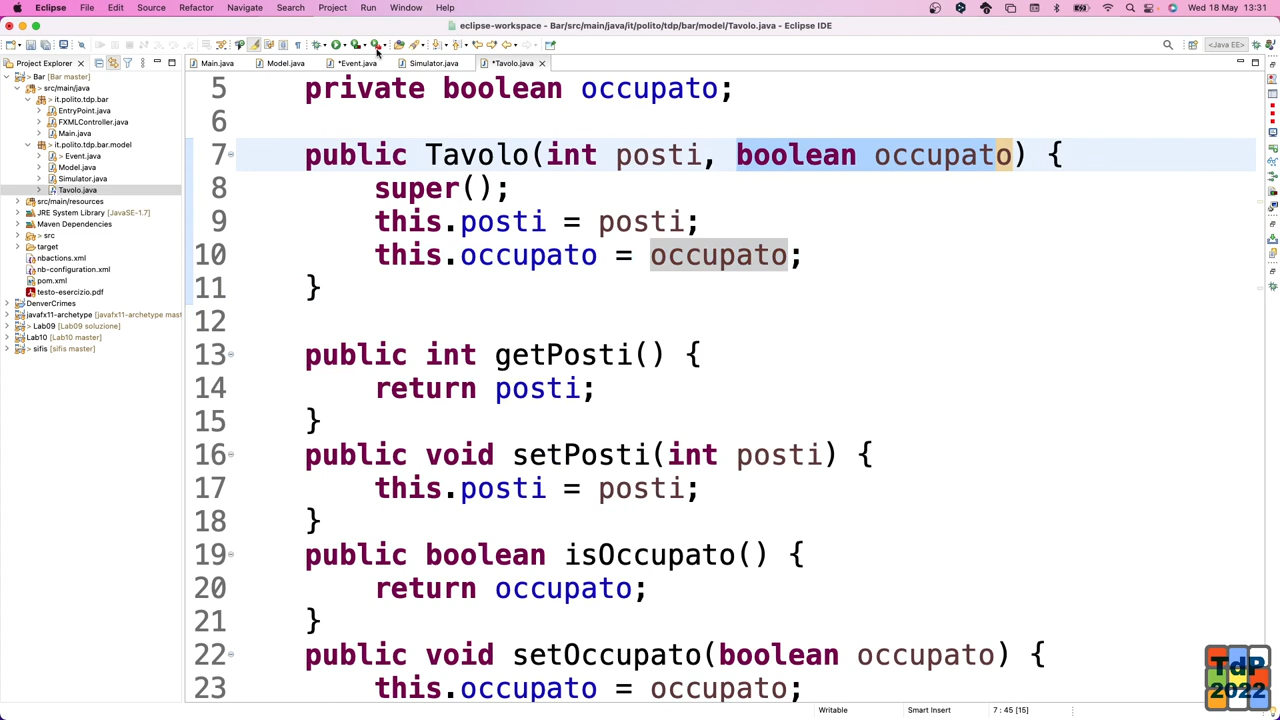 Eclipse File Edit Source Refactor Navigate Search Project Run Window Help Wed 18 May 13:31
eclipse-workspace - Bar/src/main/java/it/polito/tdp/bar/model/Tavolo.java - Eclipse IDE
<Java EE>
Project Explorer
Main.java Model.java *Event.java Simulator.java *Tavolo.java
> Bar [Bar master]
> src/main/java
it.polito.tdp.bar
EntryPoint.java
FXMLController.java
Main.java
it.polito.tdp.bar.model
Event.java
Model.java
Simulator.java
Tavolo.java
src/main/resources
JRE System Library [JavaSE-1.7]
Maven Dependencies
src
target
nbactions.xml
nb-configuration.xml
pom.xml
testo-esercizio.pdf
DenverCrimes
javafx11-archetype [javafx11-archetype mast
> Lab09 [Lab09 soluzione]
Lab10 [Lab10 master]
> sifis [sifis master]
5 private boolean occupato;
6
7 public Tavolo(int posti, boolean occupato) {
8 super();
9 this.posti = posti;
10 this.occupato = occupato;
11 }
12
13 public int getPosti() {
14 return posti;
15 }
16 public void setPosti(int posti) {
17 this.posti = posti;
18 }
19 public boolean isOccupato() {
20 return occupato;
21 }
22 public void setOccupato(boolean occupato) {
23 this.occupato = occupato;
Writable Smart Insert 7 : 45 [15]
TdP
2022